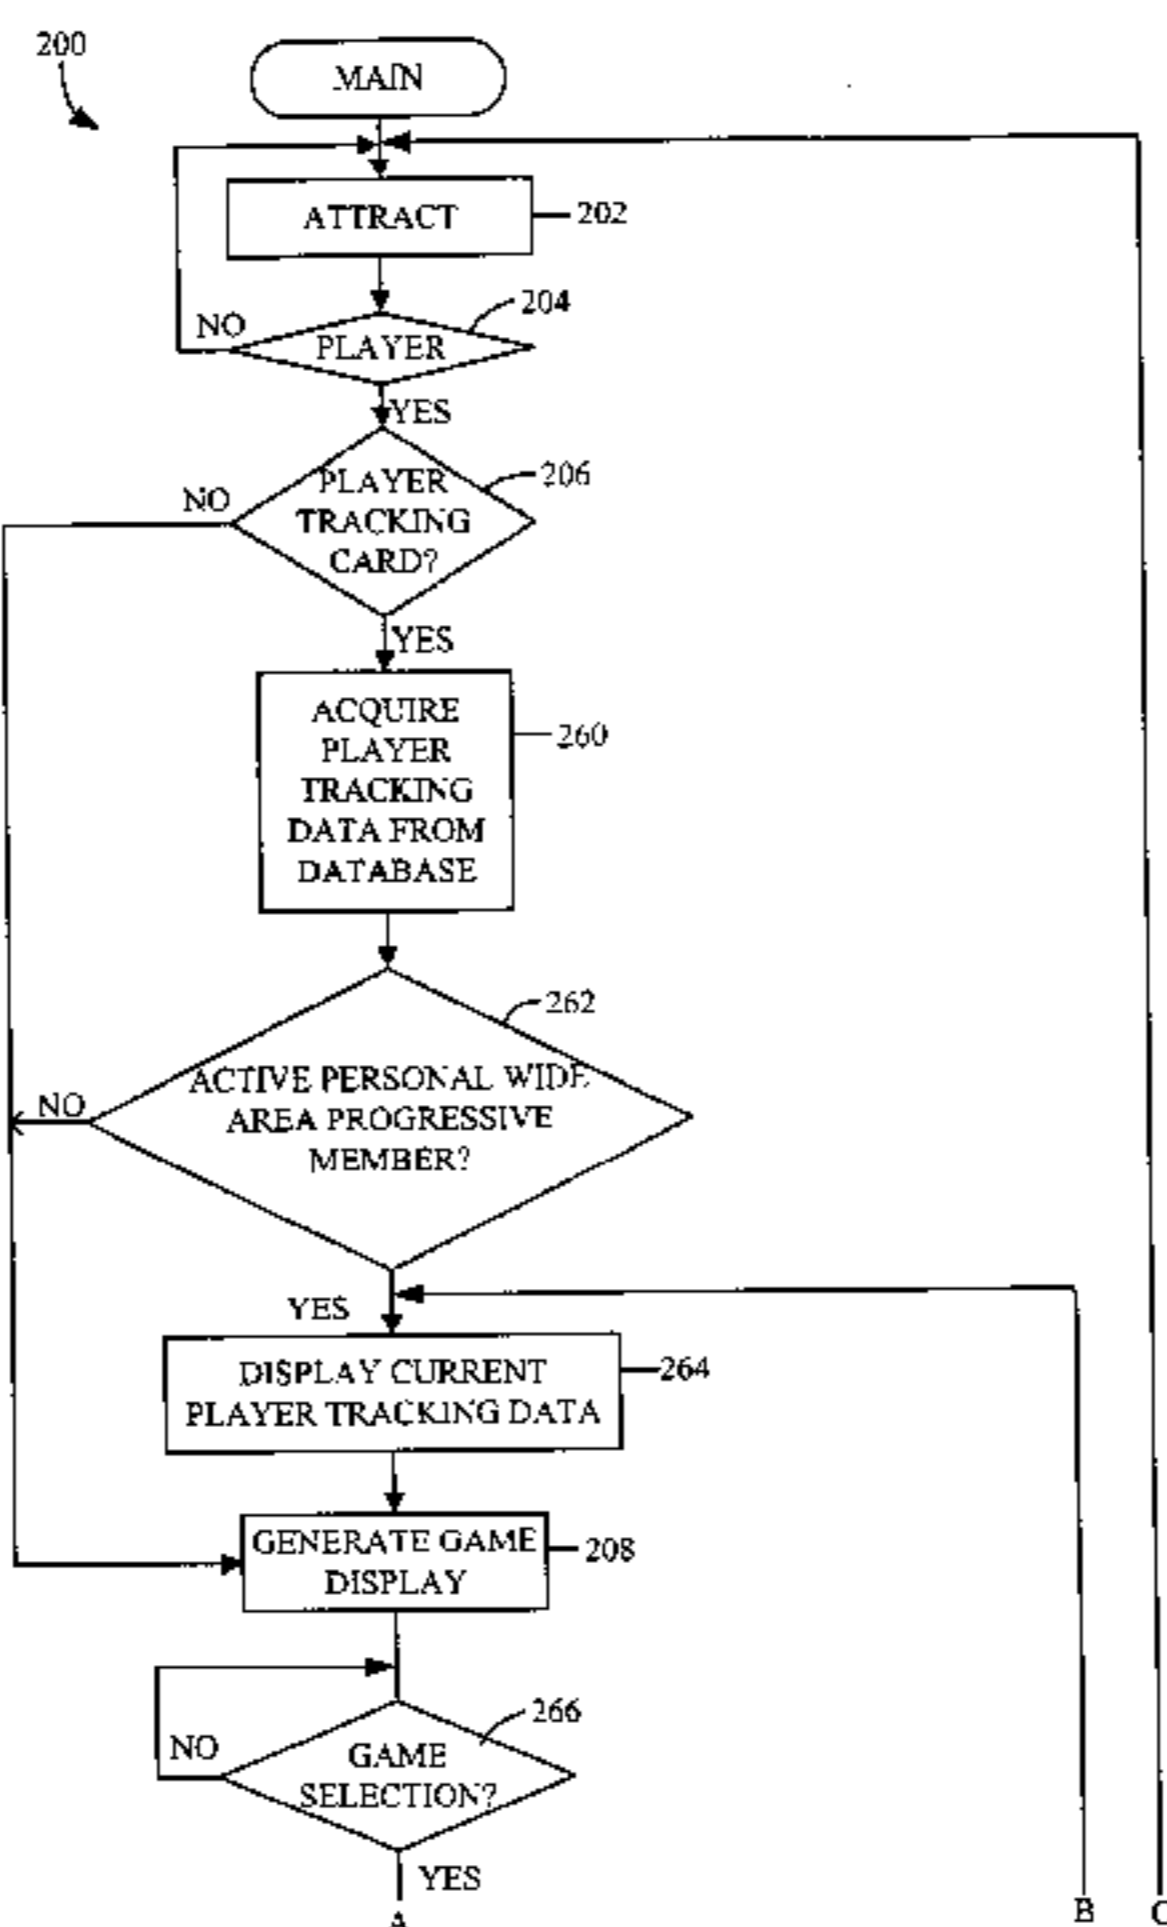 200
MAIN
ATTRACT
202
204
NO
PLAYER
YES
206
NO
PLAYER
TRACKING
CARD?
YES
ACQUIRE
PLAYER
TRACKING
DATA FROM
DATABASE
260
262
ACTIVE PERSONAL WIDE
AREA PROGRESSIVE
MEMBER?
NO
YES
DISPLAY CURRENT
PLAYER TRACKING DATA
264
GENERATE GAME
DISPLAY
208
266
NO
GAME
SELECTION?
YES
A
B
C